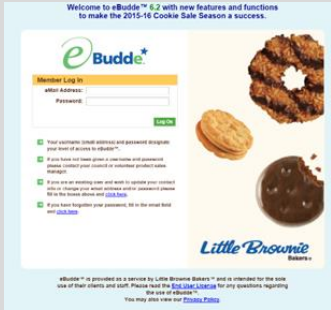 Welcome to eBudde™ 6.2 with new features and functions
to make the 2015-16 Cookie Sale Season a success.
eBudde
Member Log In
eMail Address:
Password:
Log On
Your username (email address) and password designate
your level of access in eBudde™.
If you have not been given a username and password
please contact your council or volunteer product sales
Manager.
If you are an existing user and wish to update your contact
info or change your email address and/or password please
fill in the boxes above and click here.
If you have forgotten your password, fill in the email field
and click here.
Little Brownie
Bakers
eBudde™ is provided as a service by Little Brownie Bakers™ and is intended for the sole
use of their clients and staff. Please read the End User License for any questions regarding
the use of eBudde™.
You may also view our Privacy Policy.